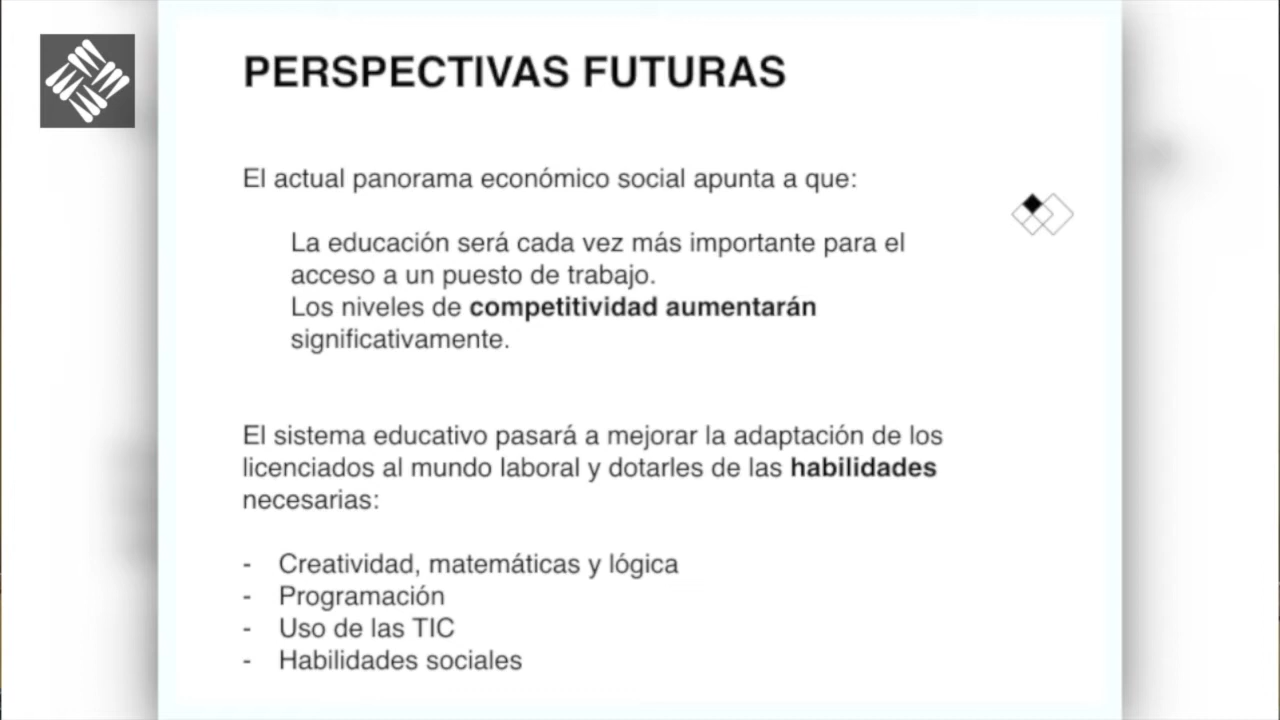 PERSPECTIVAS FUTURAS
El actual panorama económico social apunta a que:
La educación será cada vez más importante para el
acceso a un puesto de trabajo.
Los niveles de competitividad aumentarán
significativamente.
El sistema educativo pasará a mejorar la adaptación de los
licenciados al mundo laboral y dotarles de las habilidades
necesarias:
- Creatividad, matemáticas y lógica
- Programación
- Uso de las TIC
- Habilidades sociales